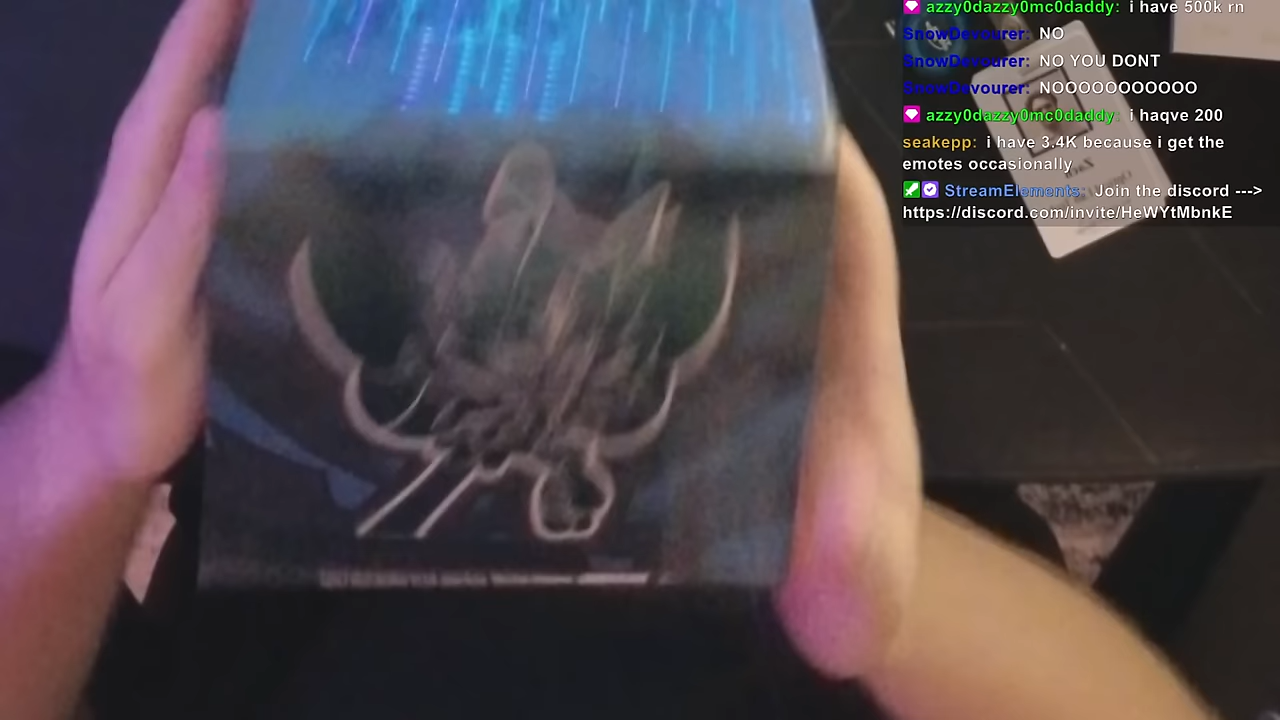 azzy0dazzy0mc0daddy: i have 500k rn
SnowDevourer: NO
SnowDevourer: NO YOU DONT
SnowDevourer: NOOOOOOOOOOO
azzy0dazzy0mc0daddy: i haqve 200
seakepp: i have 3.4K because i get the
emotes occasionally
StreamElements: Join the discord --->
https://discord.com/invite/HeWYtMbnkE